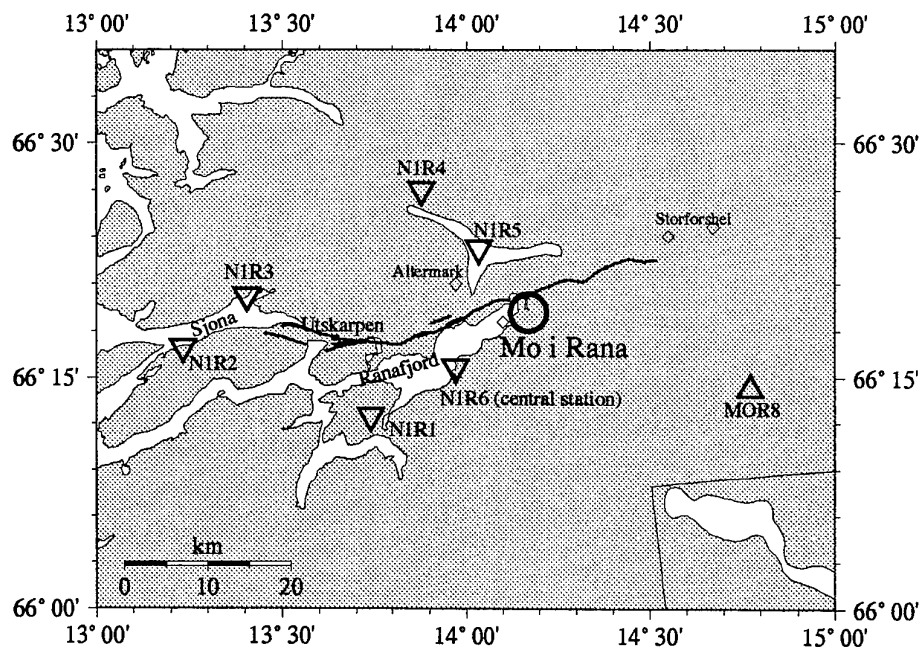 13° 00'
13° 30'
14° 00'
14° 30'
15° 00'
66° 30'
66° 30'
N1R4
Storforshei
N1R5
Altermark
N1R3
Sjona
Utskarpen
N1R2
Mo i Rana
Ranafjord
66° 15'
66° 15'
N1R6 (central station)
MOR8
N1R1
km
0 10 20
66° 00'
66° 00'
13° 00'
13° 30'
14° 00'
14° 30'
15° 00'